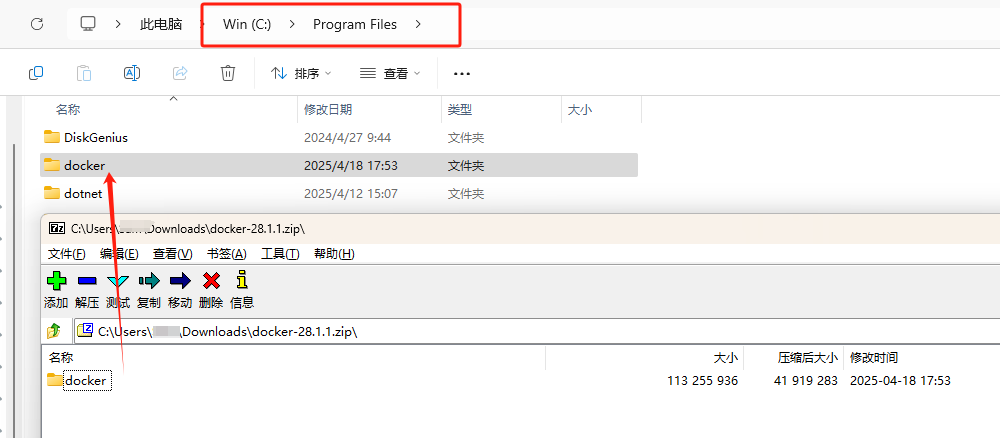 此电脑 > Win (C:) > Program Files >
排序 查看 ...
名称 修改日期 类型 大小
DiskGenius 2024/4/27 9:44 文件夹
docker 2025/4/18 17:53 文件夹
dotnet 2025/4/12 15:07 文件夹
7z C:\Users\ \Downloads\docker-28.1.1.zip\
文件(F) 编辑(E) 查看(V) 书签(A) 工具(T) 帮助(H)
添加 解压 测试 复制 移动 删除 信息
C:\Users\ \Downloads\docker-28.1.1.zip\
名称 大小 压缩后大小 修改时间
docker 113 255 936 41 919 283 2025-04-18 17:53